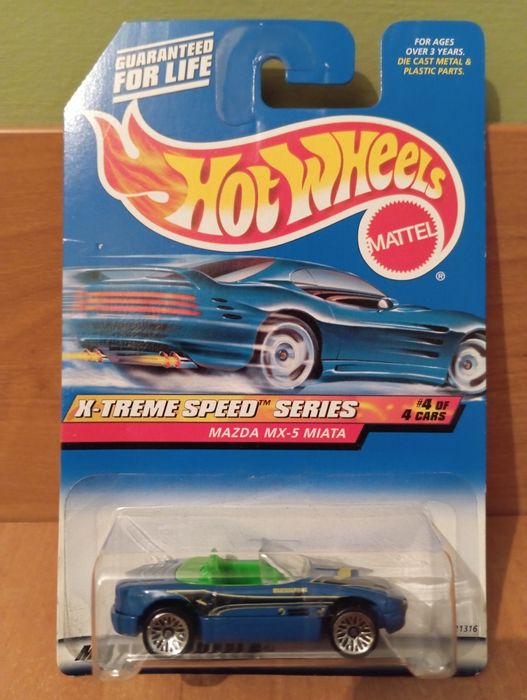 GUARANTEED
FOR LIFE
FOR AGES
OVER 3 YEARS.
DIE CAST METAL &
PLASTIC PARTS.
HOT WHEELS
MATTEL
®
X-TREME SPEED™ SERIES
#4 OF
4 CARS
MAZDA MX-5 MIATA
21316